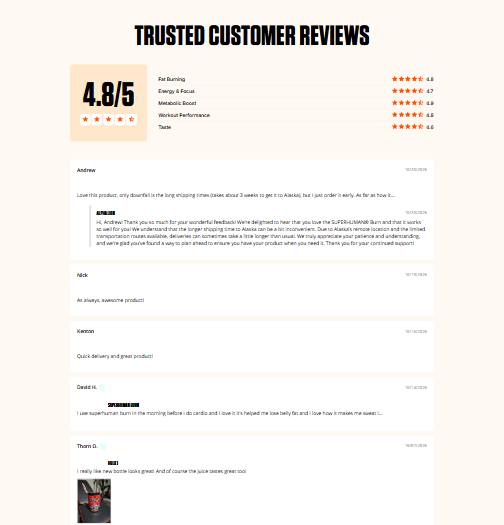 TRUSTED CUSTOMER REVIEWS
4.8/5
Fat Burning 4.8
Energy & Focus 4.7
Metabolic Boost 4.9
Workout Performance 4.8
Taste 4.6
Andrew
Love this product, only downfall is the long shipping times (takes about 3 weeks to get it to Alaska), but I just order it early. As far as how it...
Hi, Andrew! Thank you so much for your wonderful feedback! We're delighted to hear that you love the SUPERHUMAN® Burn and that it works
so well for you! We understand that the longer shipping time to Alaska can be a bit inconvenient. Due to Alaska's remote location and the limited
transportation routes available, deliveries can sometimes take a little longer than usual. We truly appreciate your patience and understanding,
and we're glad you've found a way to plan ahead to ensure you have your product when you need it. Thank you for your continued support!
Nick
As always, awesome product!
Kenton
Quick delivery and great product!
David H.
I use superhuman burn in the morning before I do cardio and I love it it's helped me lose belly fat and I love how it makes me sweat I...
Thom O.
I really like new bottle looks great! And of course the juice tastes great too!